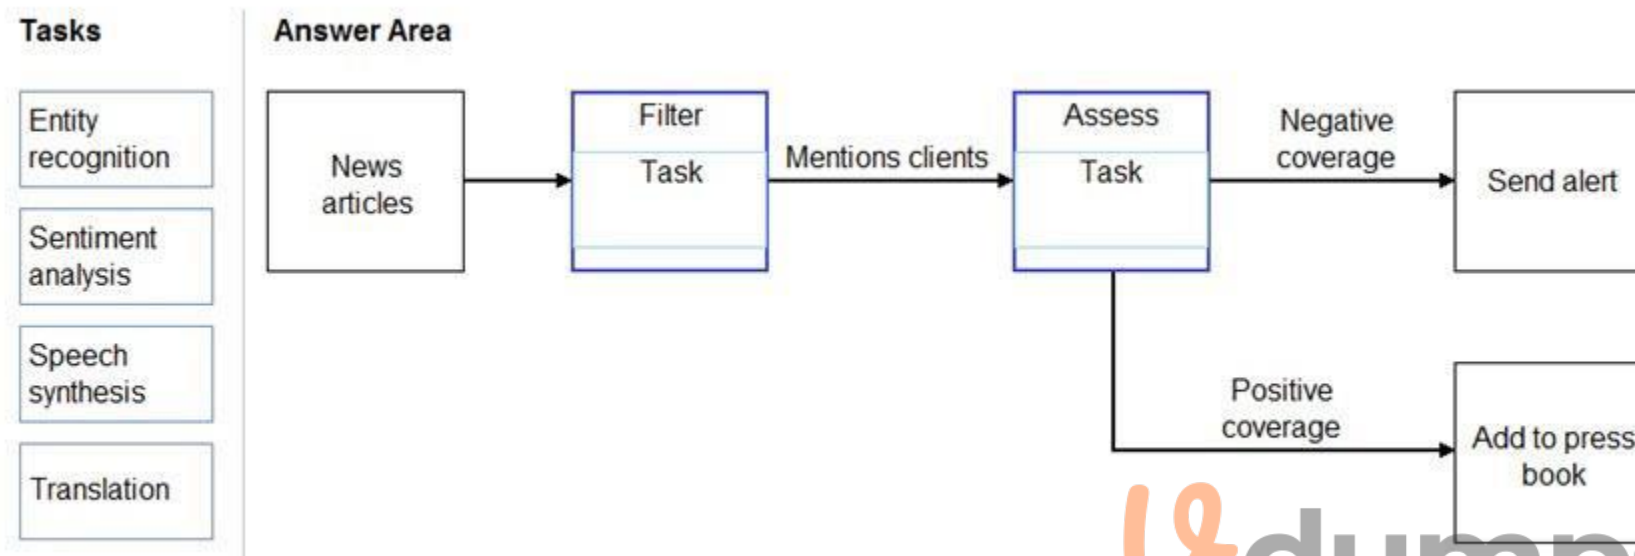 Tasks
Answer Area
Entity
recognition
Sentiment
analysis
Speech
synthesis
Translation
News
articles
Filter
Task
Mentions clients
Assess
Task
Negative
coverage
Send alert
Positive
coverage
Add to press
book